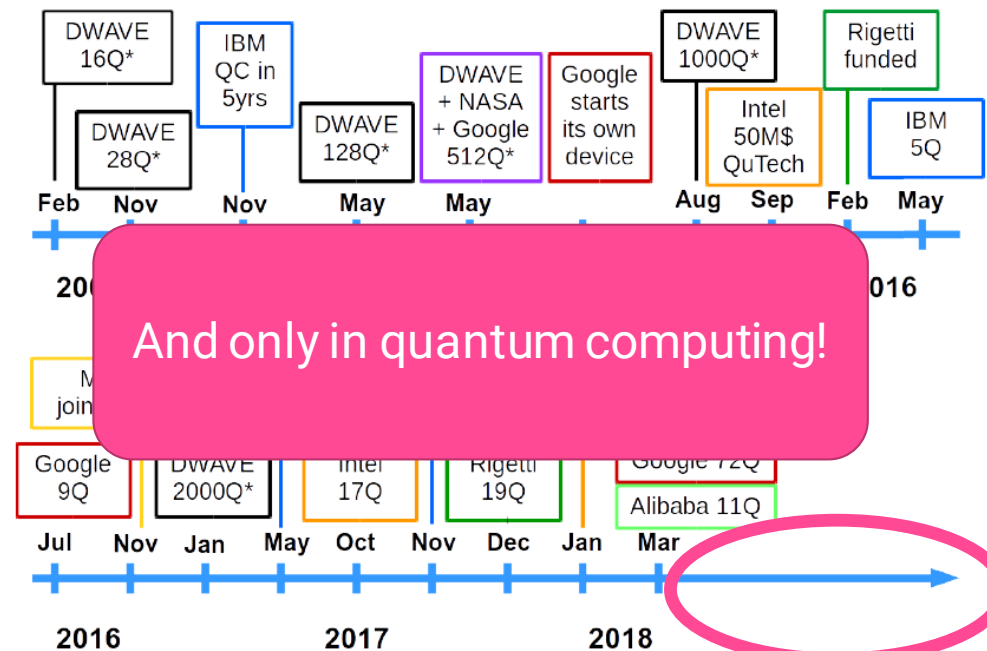 DWAVE
16Q*
DWAVE
28Q*
IBM
QC in
5yrs
DWAVE
128Q*
DWAVE
+ NASA
+ Google
512Q*
Google
starts
its own
device
DWAVE
1000Q*
Intel
50M$
QuTech
Rigetti
funded
IBM
5Q
Feb Nov Nov May May Aug Sep Feb May
And only in quantum computing!
join
Google
9Q
DWAVE
2000Q*
Intel
17Q
Rigetti
19Q
Google 72Q
Alibaba 11Q
Jul Nov Jan May Oct Nov Dec Jan Mar
2016 2017 2018